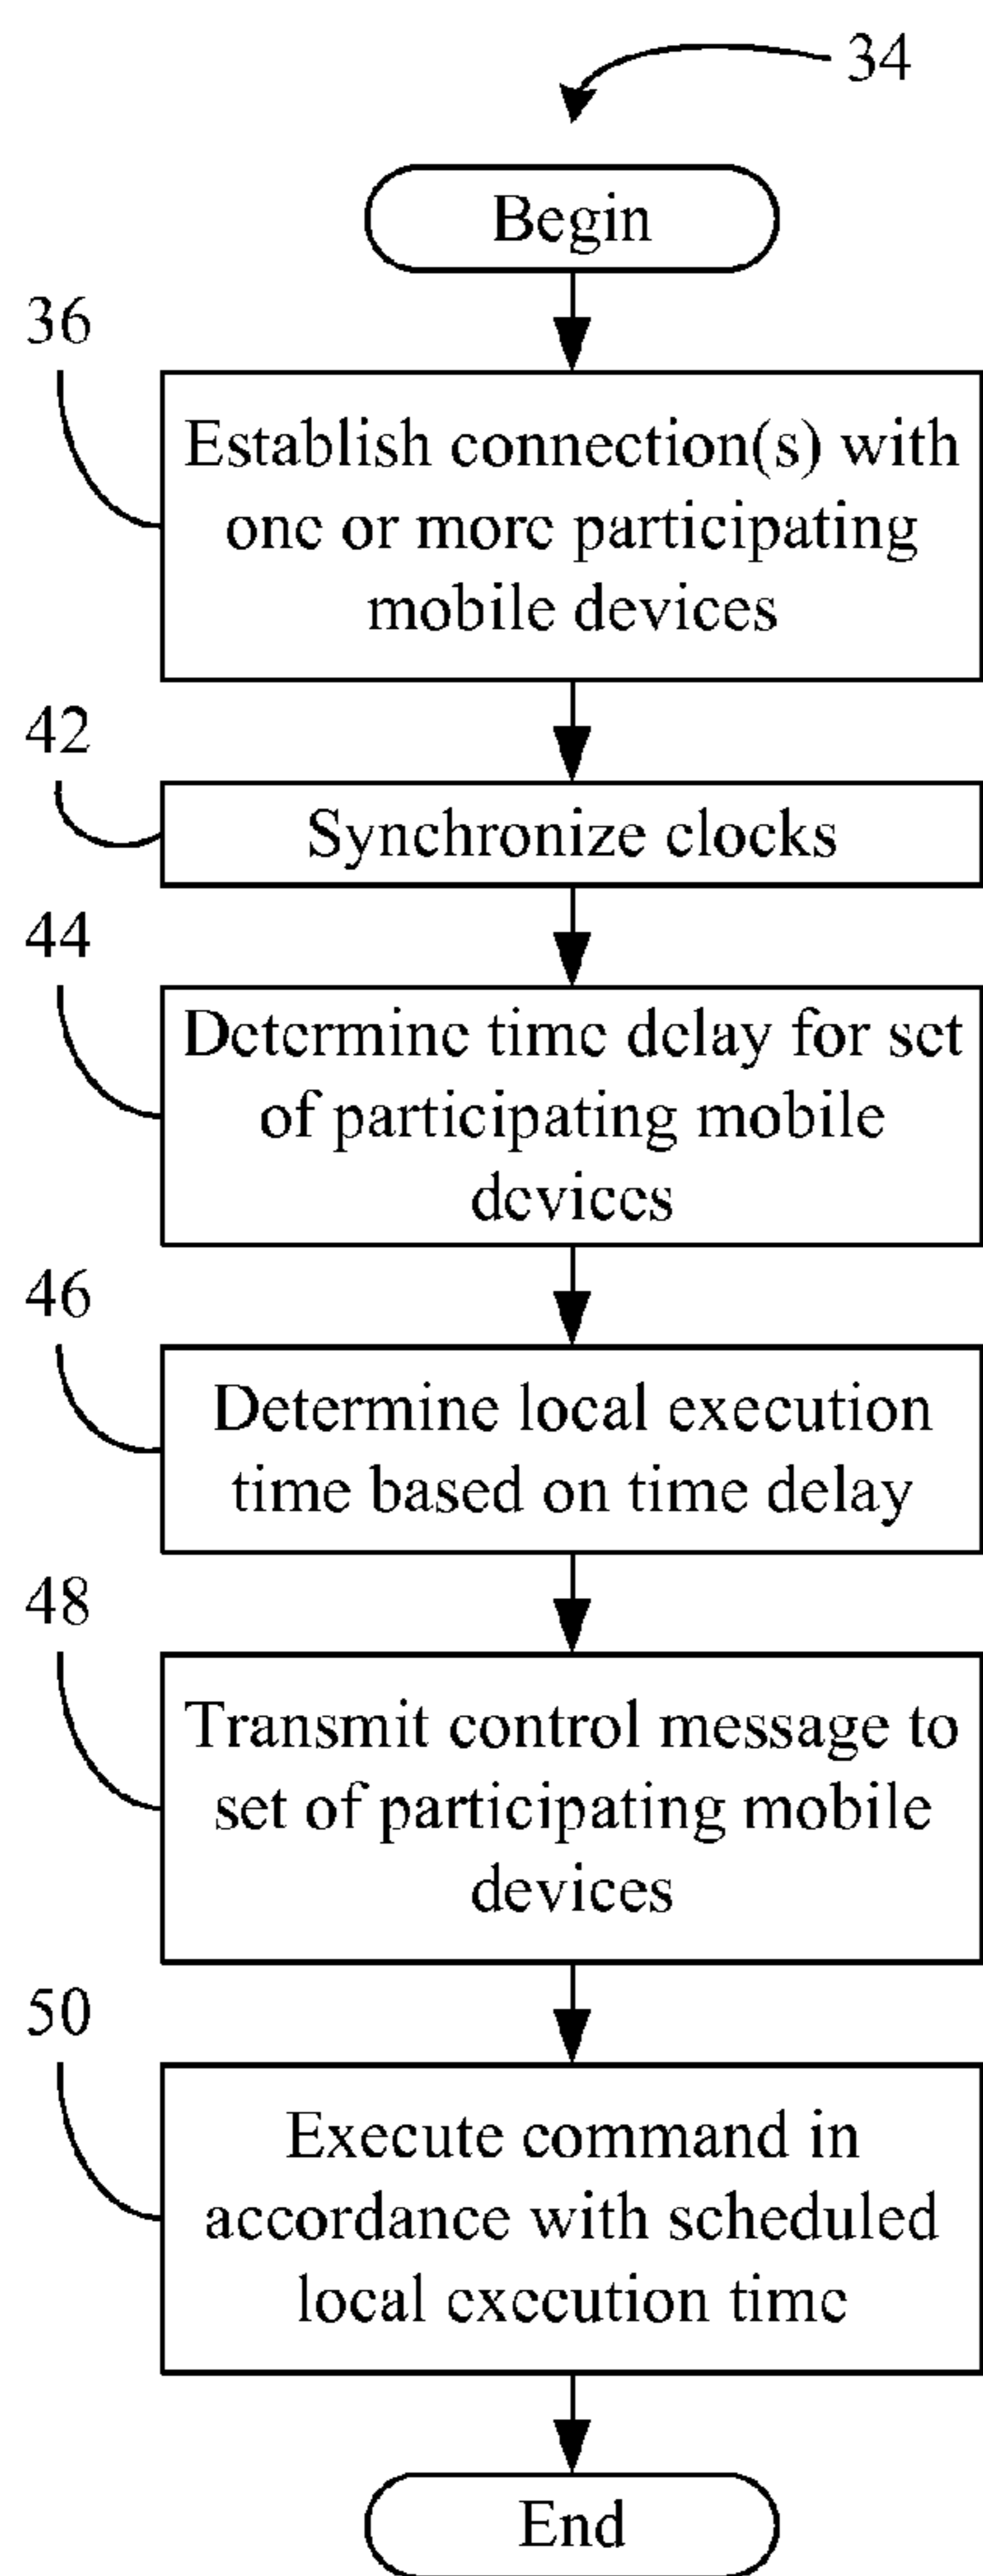 34
Begin
36
Establish connection(s) with
one or more participating
mobile devices
42
Synchronize clocks
44
Determine time delay for set
of participating mobile
devices
46
Determine local execution
time based on time delay
48
Transmit control message to
set of participating mobile
devices
50
Execute command in
accordance with scheduled
local execution time
End